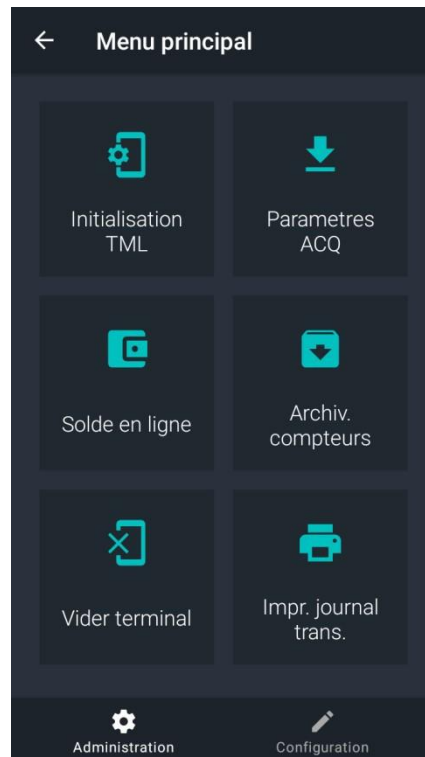 Menu principal
Initialisation
TML
Parametres
ACQ
Solde en ligne
Archiv.
compteurs
Vider terminal
Impr. journal
trans.
Administration
Configuration